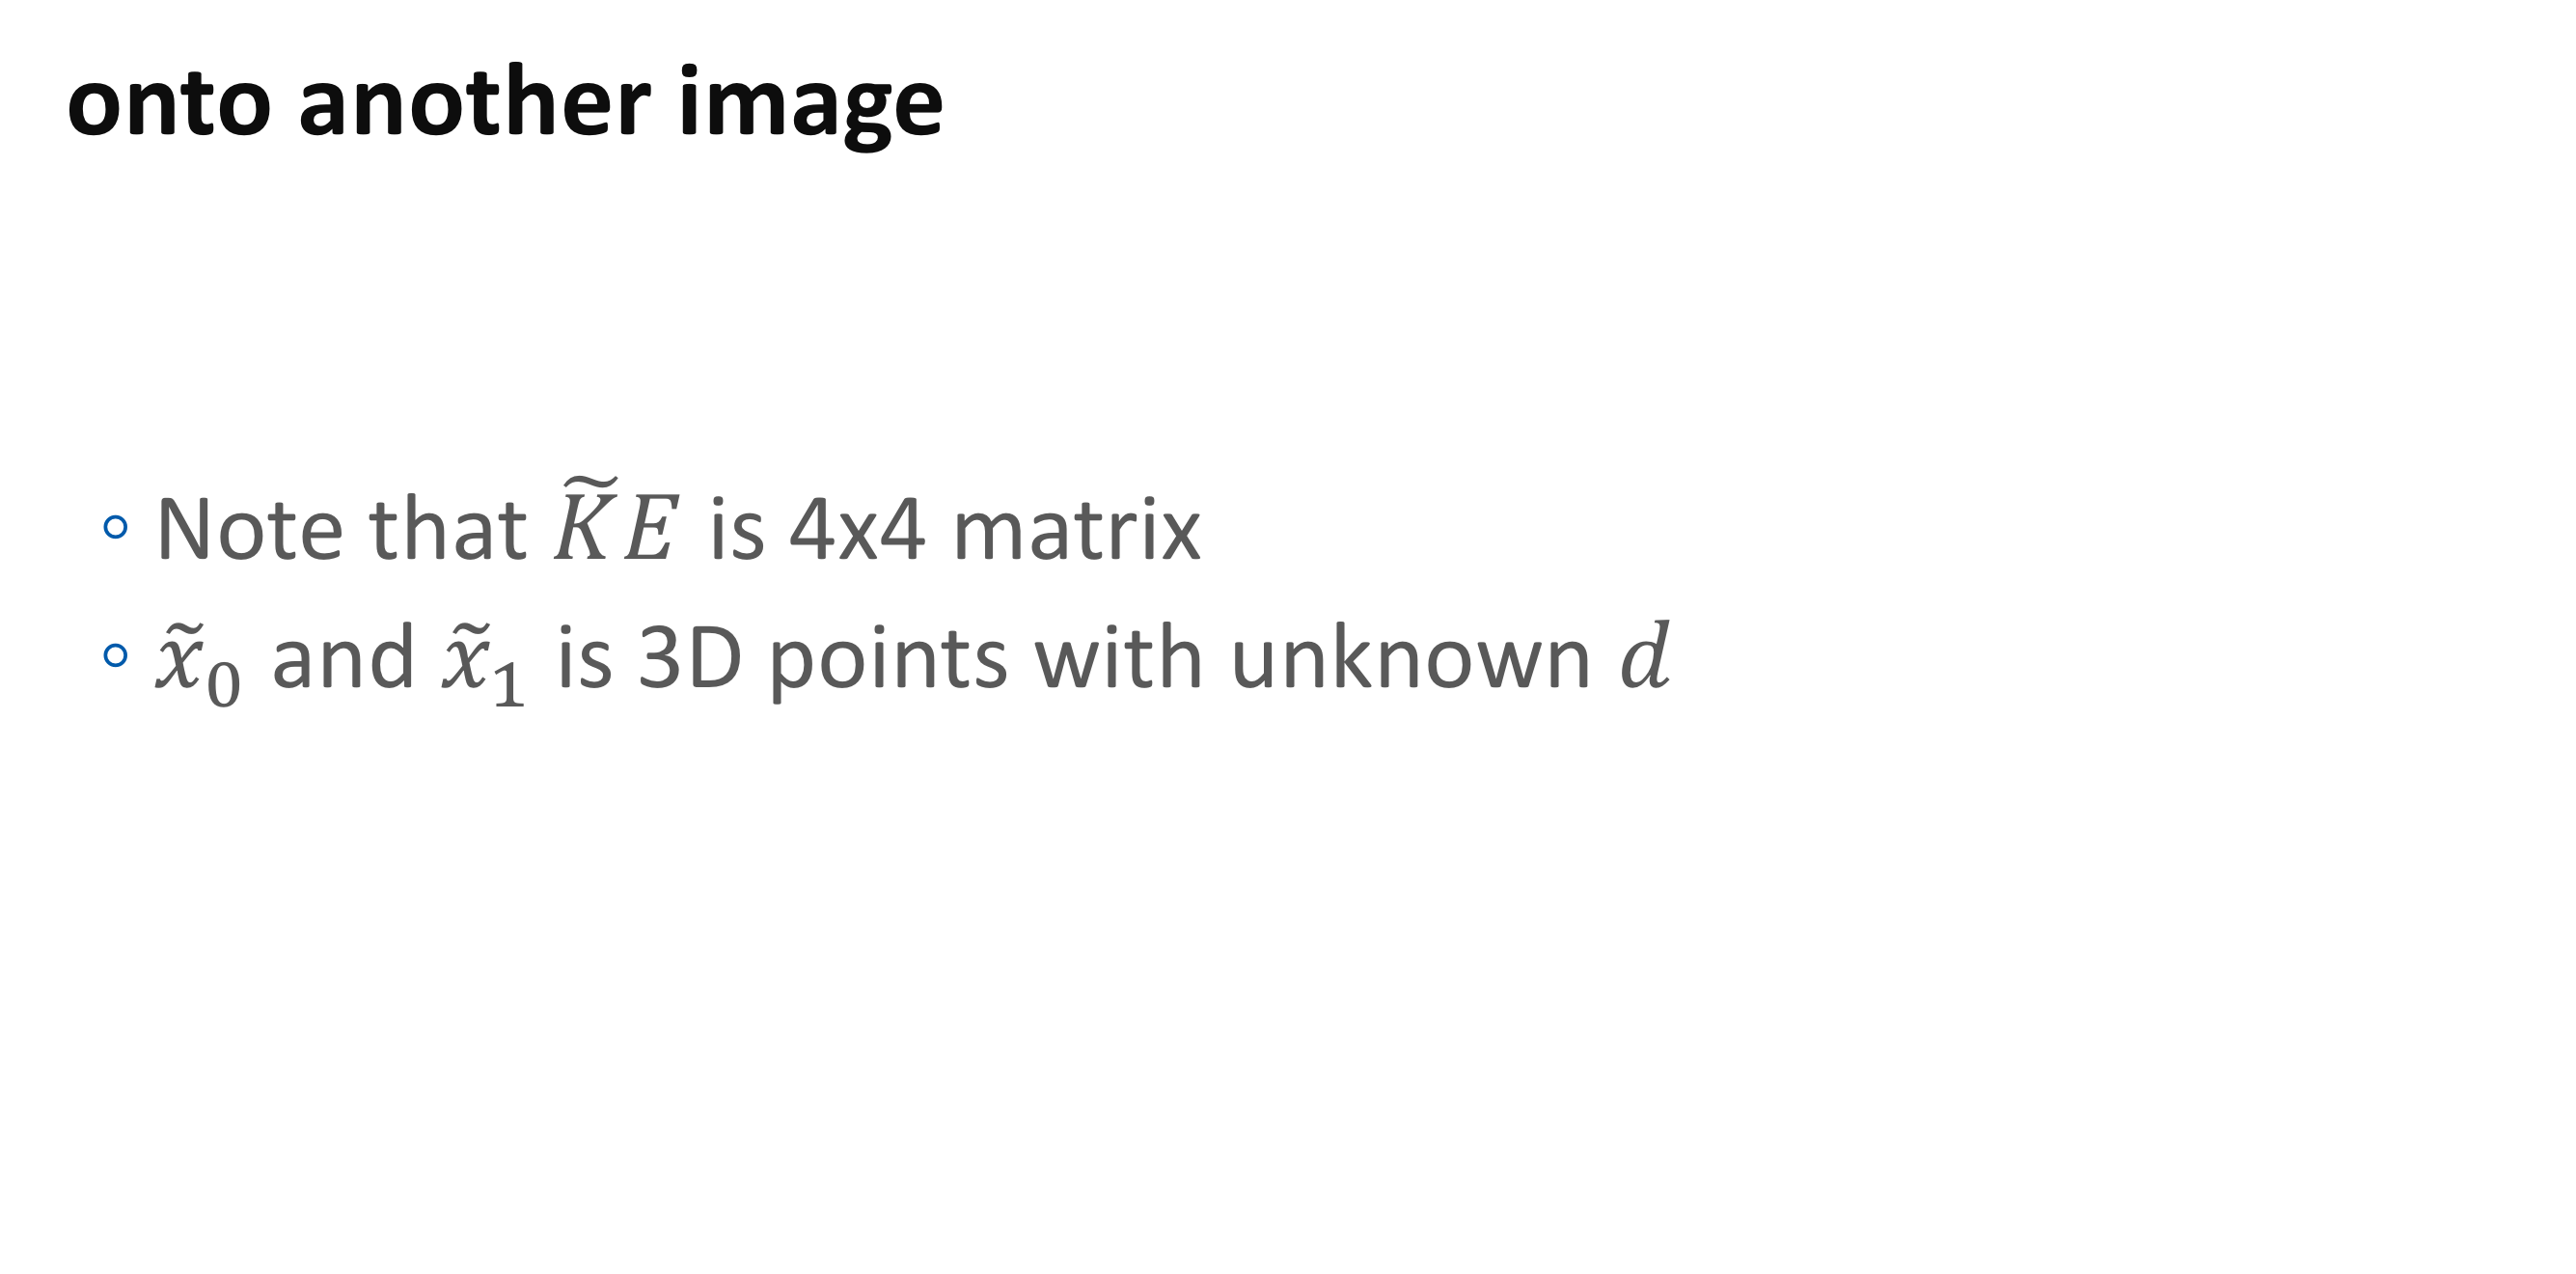 onto another image
◦ Note that K̃E is 4x4 matrix
◦ x̃₀ and x̃₁ is 3D points with unknown d